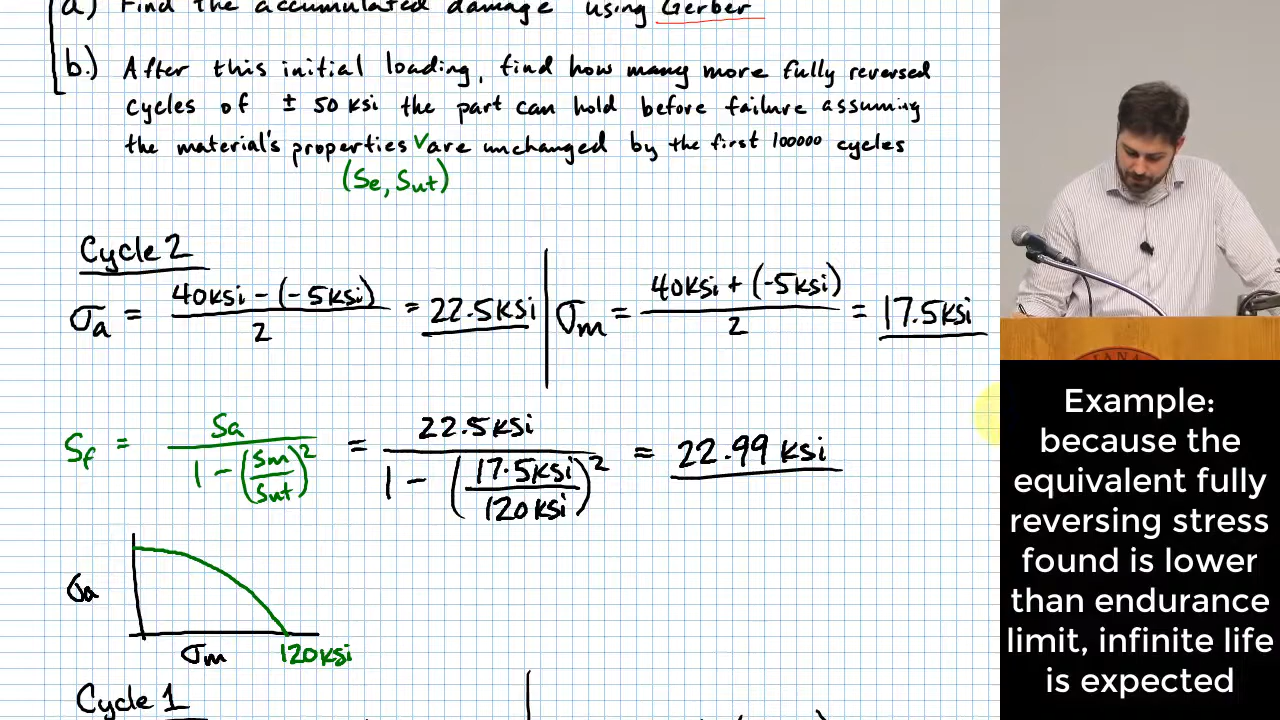 a) Find the accumulated damage using Gerber
b.) After this initial loading, find how many more fully reversed
cycles of ± 50 ksi the part can hold before failure assuming
the material's properties are unchanged by the first 100000 cycles
(Se, Sut)
Cycle 2
σa = 40ksi - (-5ksi) / 2 = 22.5ksi | σm = 40ksi + (-5ksi) / 2 = 17.5ksi
Sf = Sa / 1 - (Sm/Sut)² = 22.5ksi / 1 - (17.5ksi/120ksi)² = 22.99 ksi
σa
σm 120ksi
Cycle 1
Example:
because the
equivalent fully
reversing stress
found is lower
than endurance
limit, infinite life
is expected